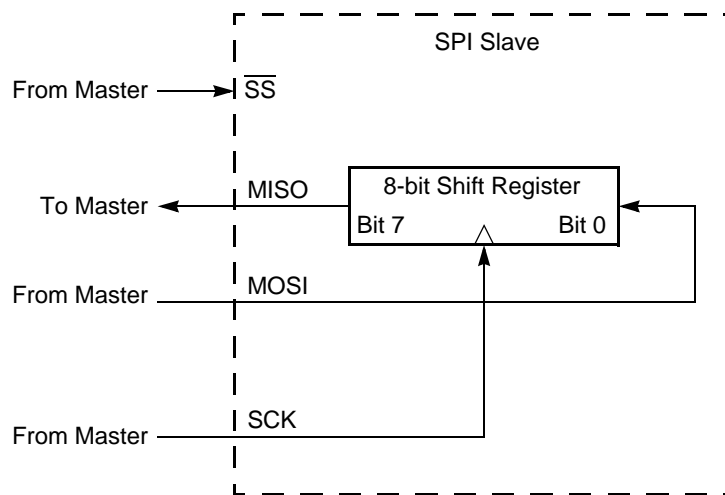 SPI Slave
From Master
S̅S̅
8-bit Shift Register
MISO
To Master
Bit 7
Bit 0
From Master
MOSI
SCK
From Master